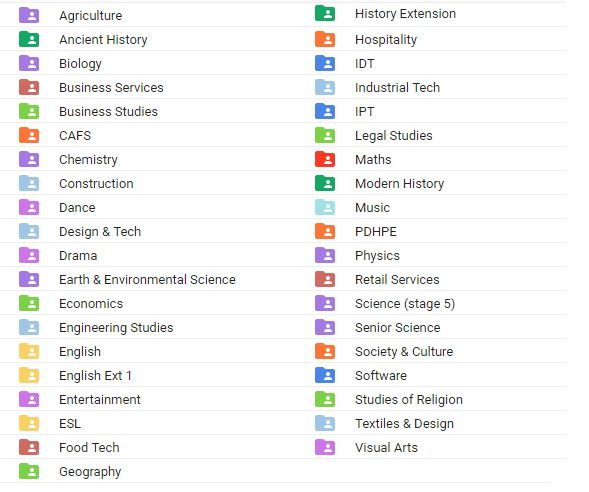 Agriculture
Ancient History
Biology
Business Services
Business Studies
CAFS
Chemistry
Construction
Dance
Design & Tech
Drama
Earth & Environmental Science
Economics
Engineering Studies
English
English Ext 1
Entertainment
ESL
Food Tech
Geography
History Extension
Hospitality
IDT
Industrial Tech
IPT
Legal Studies
Maths
Modern History
Music
PDHPE
Physics
Retail Services
Science (stage 5)
Senior Science
Society & Culture
Software
Studies of Religion
Textiles & Design
Visual Arts